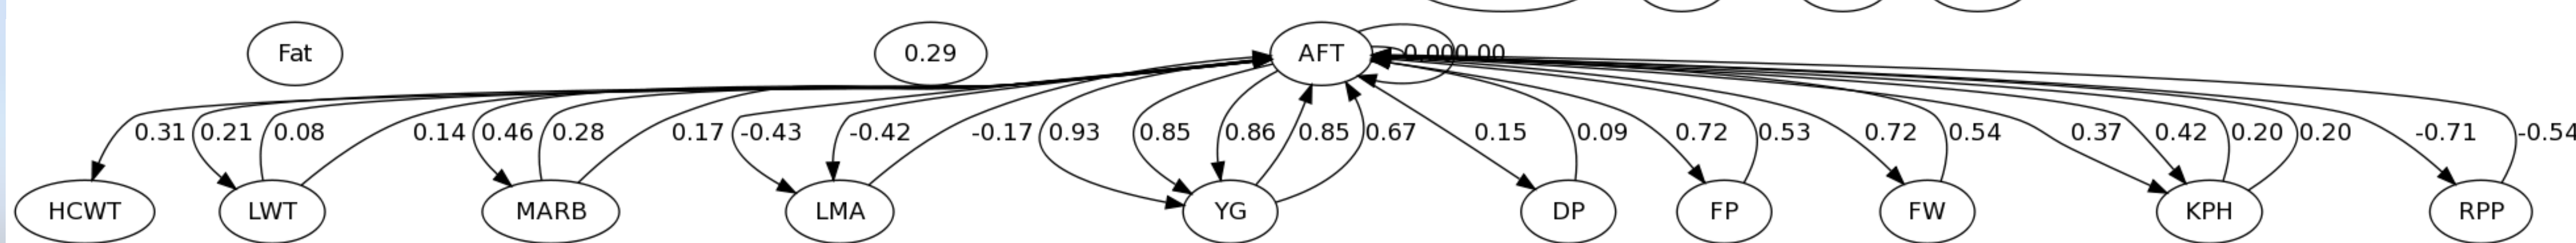 Fat 0.29 AFT 0.000.00
0.31 0.21 0.08 0.14 0.46 0.28 0.17 -0.43 -0.42 -0.17 0.93 0.85 0.86 0.85 0.67 0.15 0.09 0.72 0.53 0.72 0.54 0.37 0.42 0.20 0.20 -0.71 -0.54
HCWT LWT MARB LMA YG DP FP FW KPH RPP